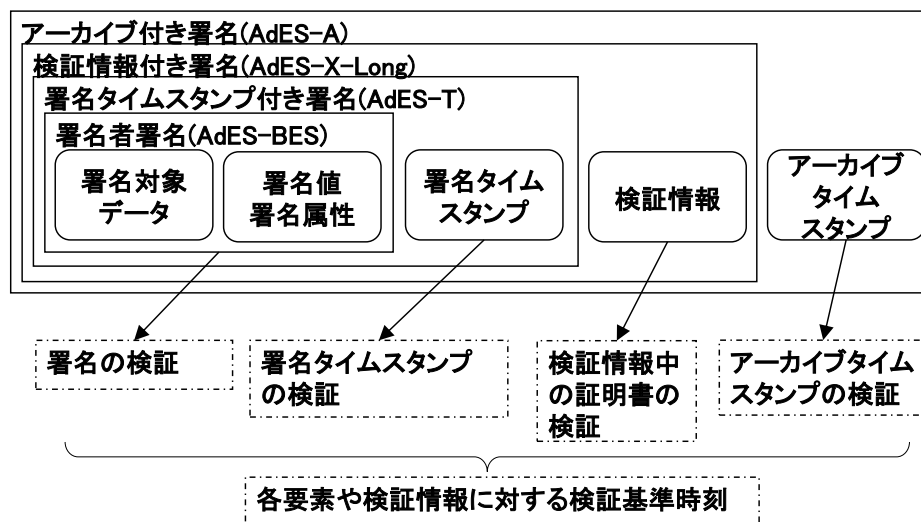 アーカイブ付き署名(AdES-A)
検証情報付き署名(AdES-X-Long)
署名タイムスタンプ付き署名(AdES-T)
署名者署名(AdES-BES)
署名対象
データ
署名値
署名属性
署名タイム
スタンプ
検証情報
アーカイブ
タイム
スタンプ
署名の検証
署名タイムスタンプ
の検証
検証情報中
の証明書の
検証
アーカイブタイム
スタンプの検証
各要素や検証情報に対する検証基準時刻